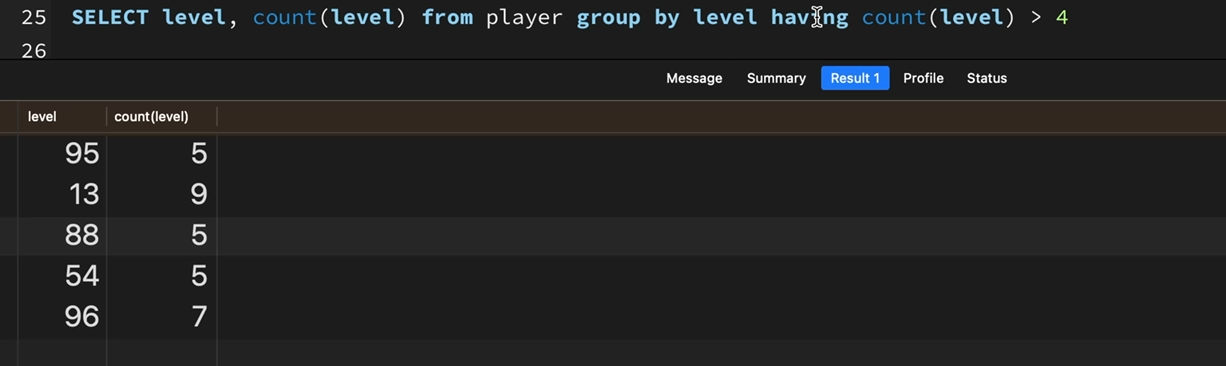 25 SELECT level, count(level) from player group by level having count(level) > 4
26
Message Summary Result 1 Profile Status
level count(level)
95 5
13 9
88 5
54 5
96 7